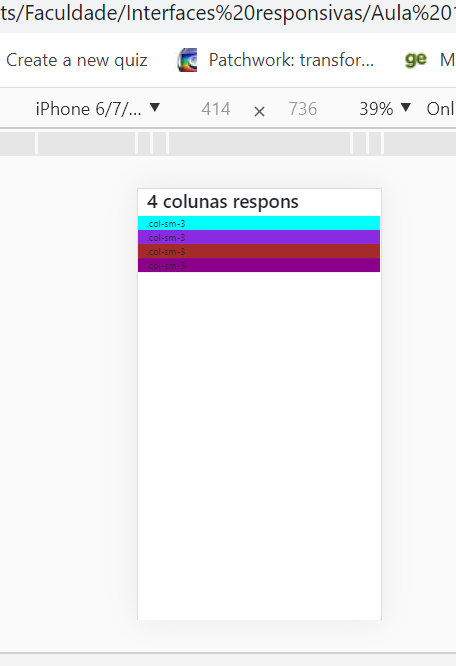 ts/Faculdade/Interfaces%20responsivas/Aula%201
Create a new quiz Patchwork: transfor... ge M
iPhone 6/7/... ▼ 414 × 736 39% ▼ Onl
4 colunas respons
.col-sm-3
.col-sm-3
.col-sm-3
.col-sm-3